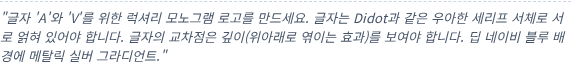 "글자 'A'와 'V'를 위한 럭셔리 모노그램 로고를 만드세요. 글자는 Didot과 같은 우아한 세리프 서체로 서
로 얽혀 있어야 합니다. 글자의 교차점은 깊이(위아래로 엮이는 효과)를 보여야 합니다. 딥 네이비 블루 배
경에 메탈릭 실버 그라디언트."